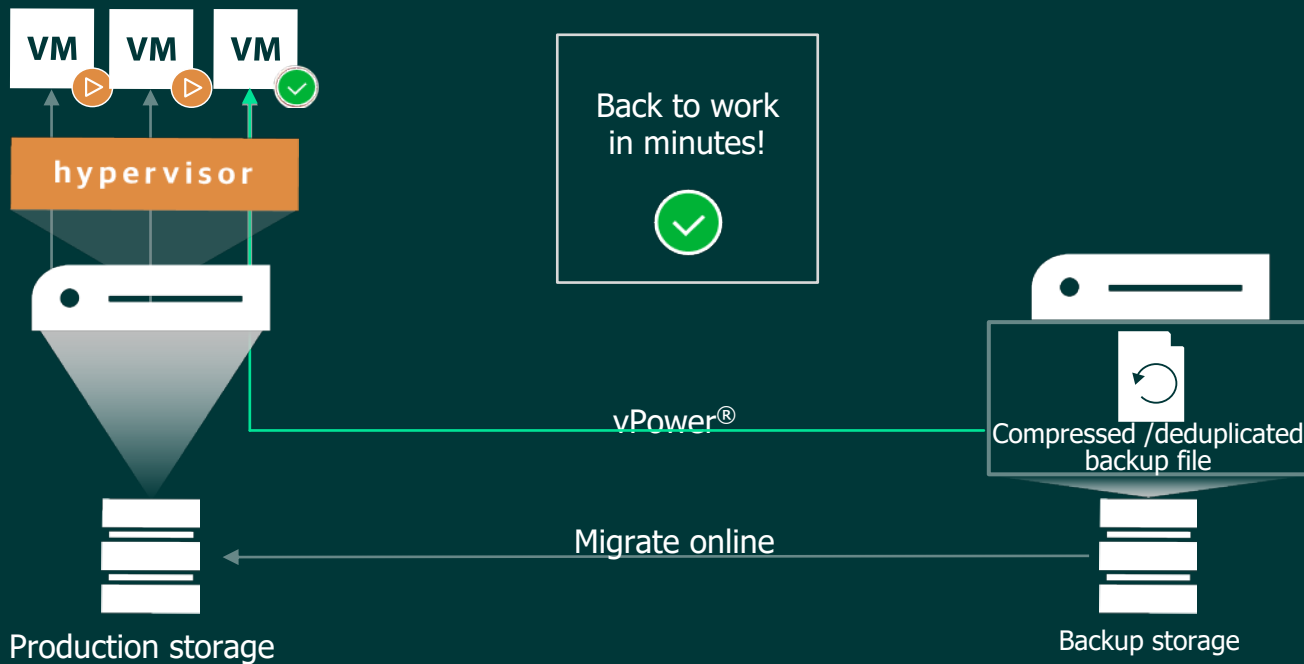 VM
VM
VM
hypervisor
Back to work
in minutes!
vPower®
Compressed /deduplicated
backup file
Migrate online
Production storage
Backup storage